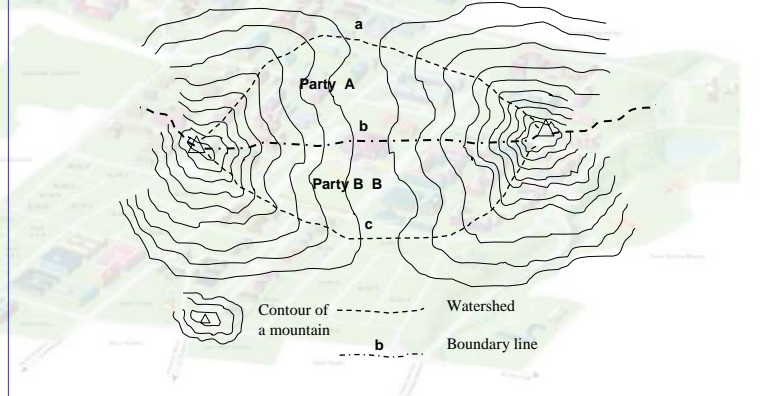 a
Party A
b
Party B B
c
Contour of
a mountain
Watershed
b
Boundary line